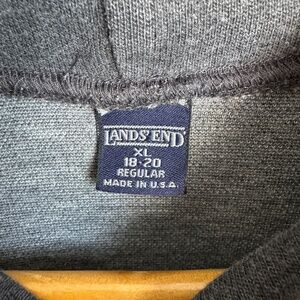 LANDS' END
XL
18-20
REGULAR
MADE IN U.S.A.